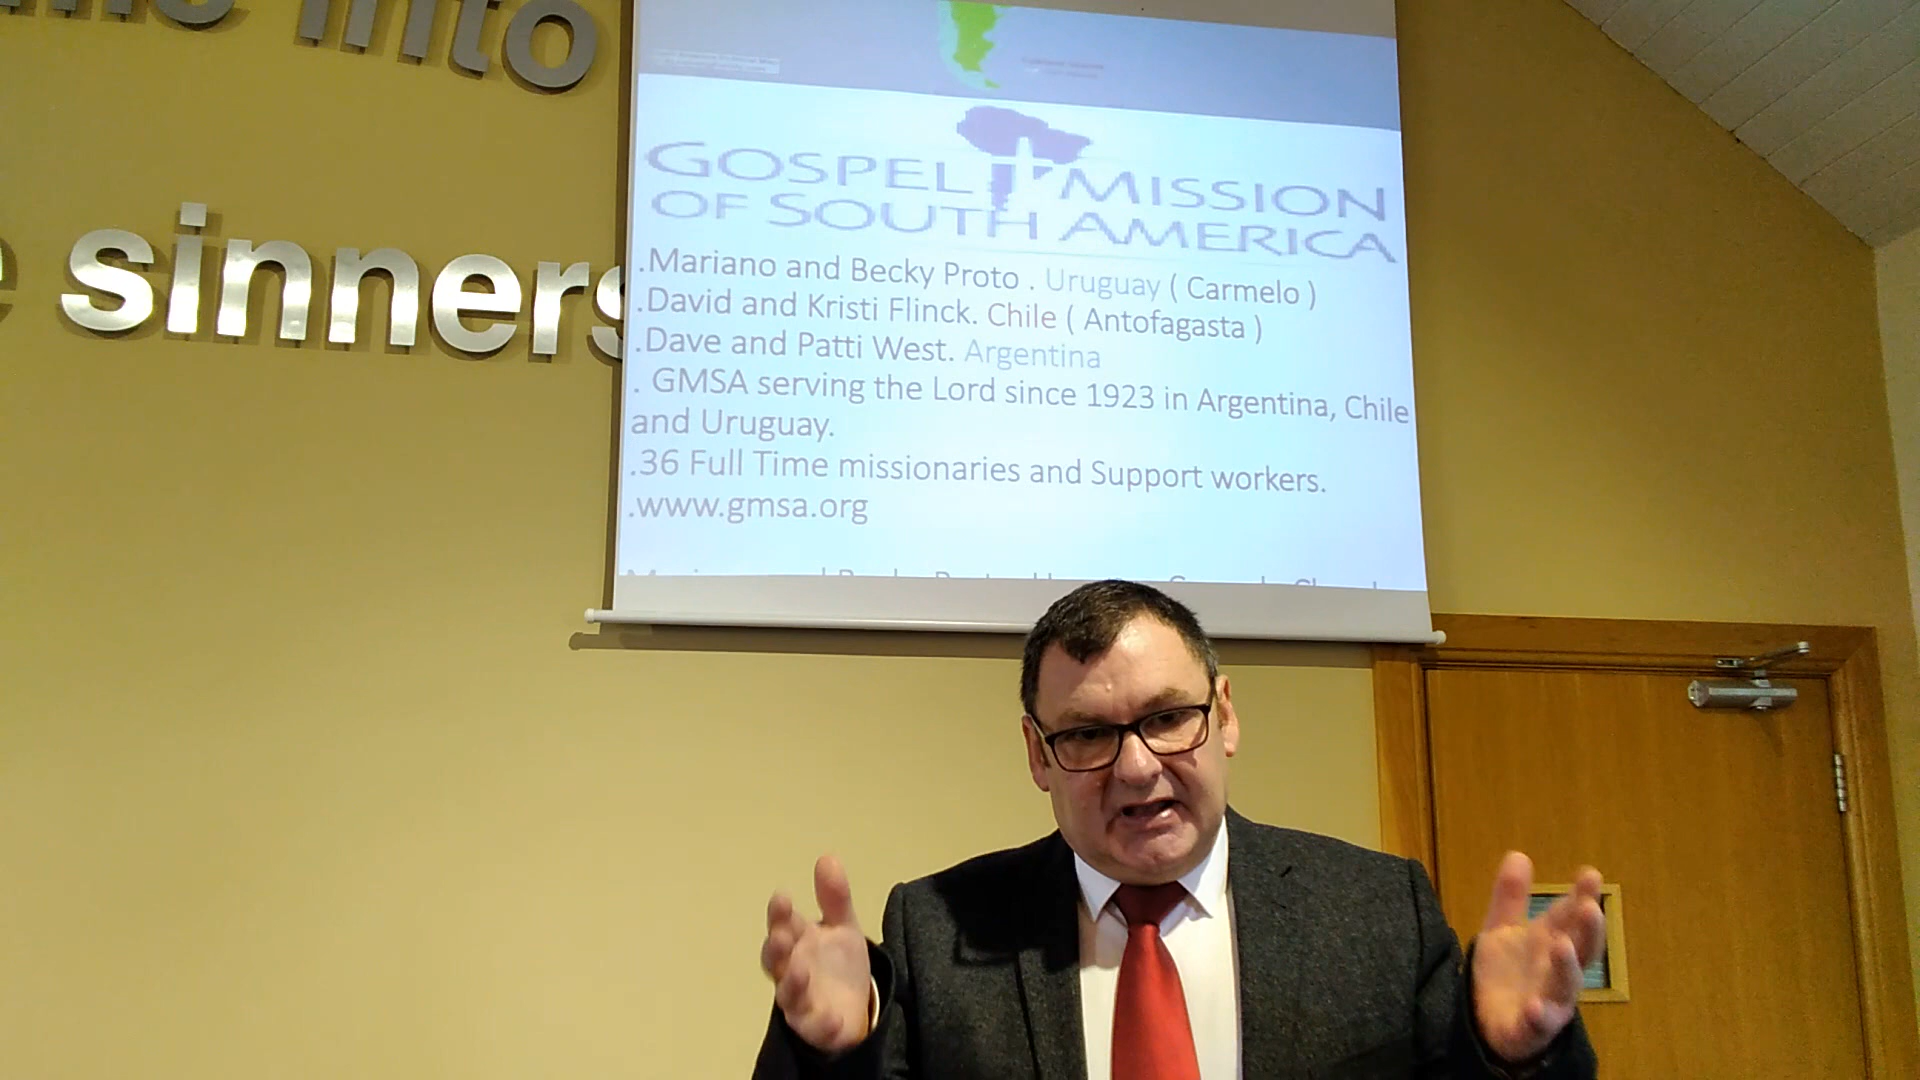 into
sinners
GOSPEL MISSION
OF SOUTH AMERICA
.Mariano and Becky Proto . Uruguay ( Carmelo )
.David and Kristi Flinck. Chile ( Antofagasta )
.Dave and Patti West. Argentina
. GMSA serving the Lord since 1923 in Argentina, Chile
and Uruguay.
.36 Full Time missionaries and Support workers.
.www.gmsa.org